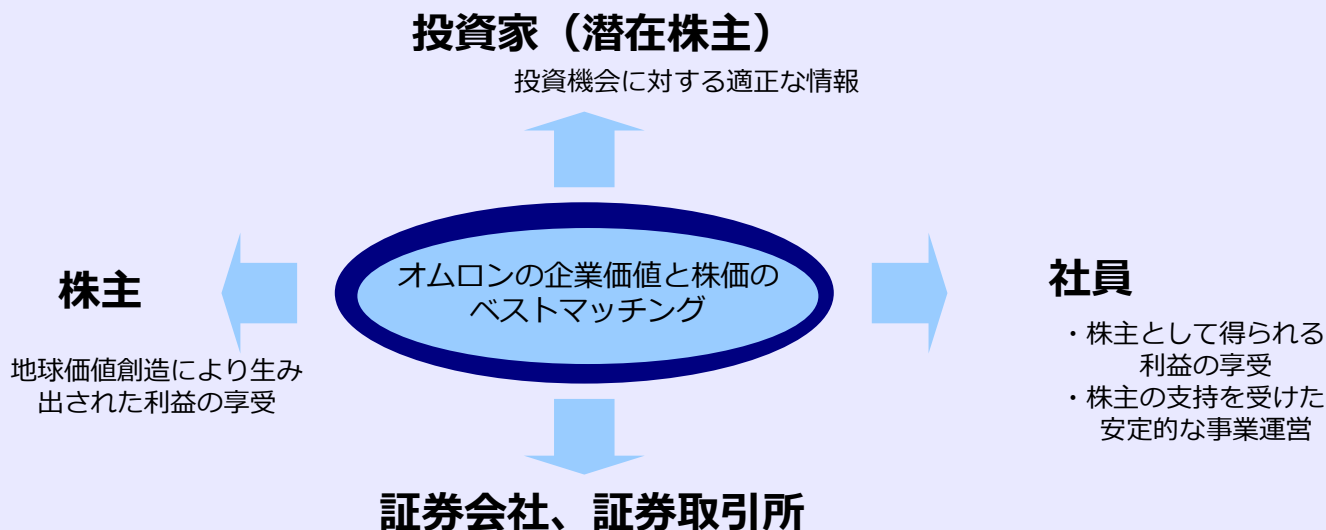 投資家（潜在株主）
投資機会に対する適正な情報
オムロンの企業価値と株価の
ベストマッチング
株主
地球価値創造により生み
出された利益の享受
社員
・株主として得られる
利益の享受
・株主の支持を受けた
安定的な事業運営
証券会社、証券取引所